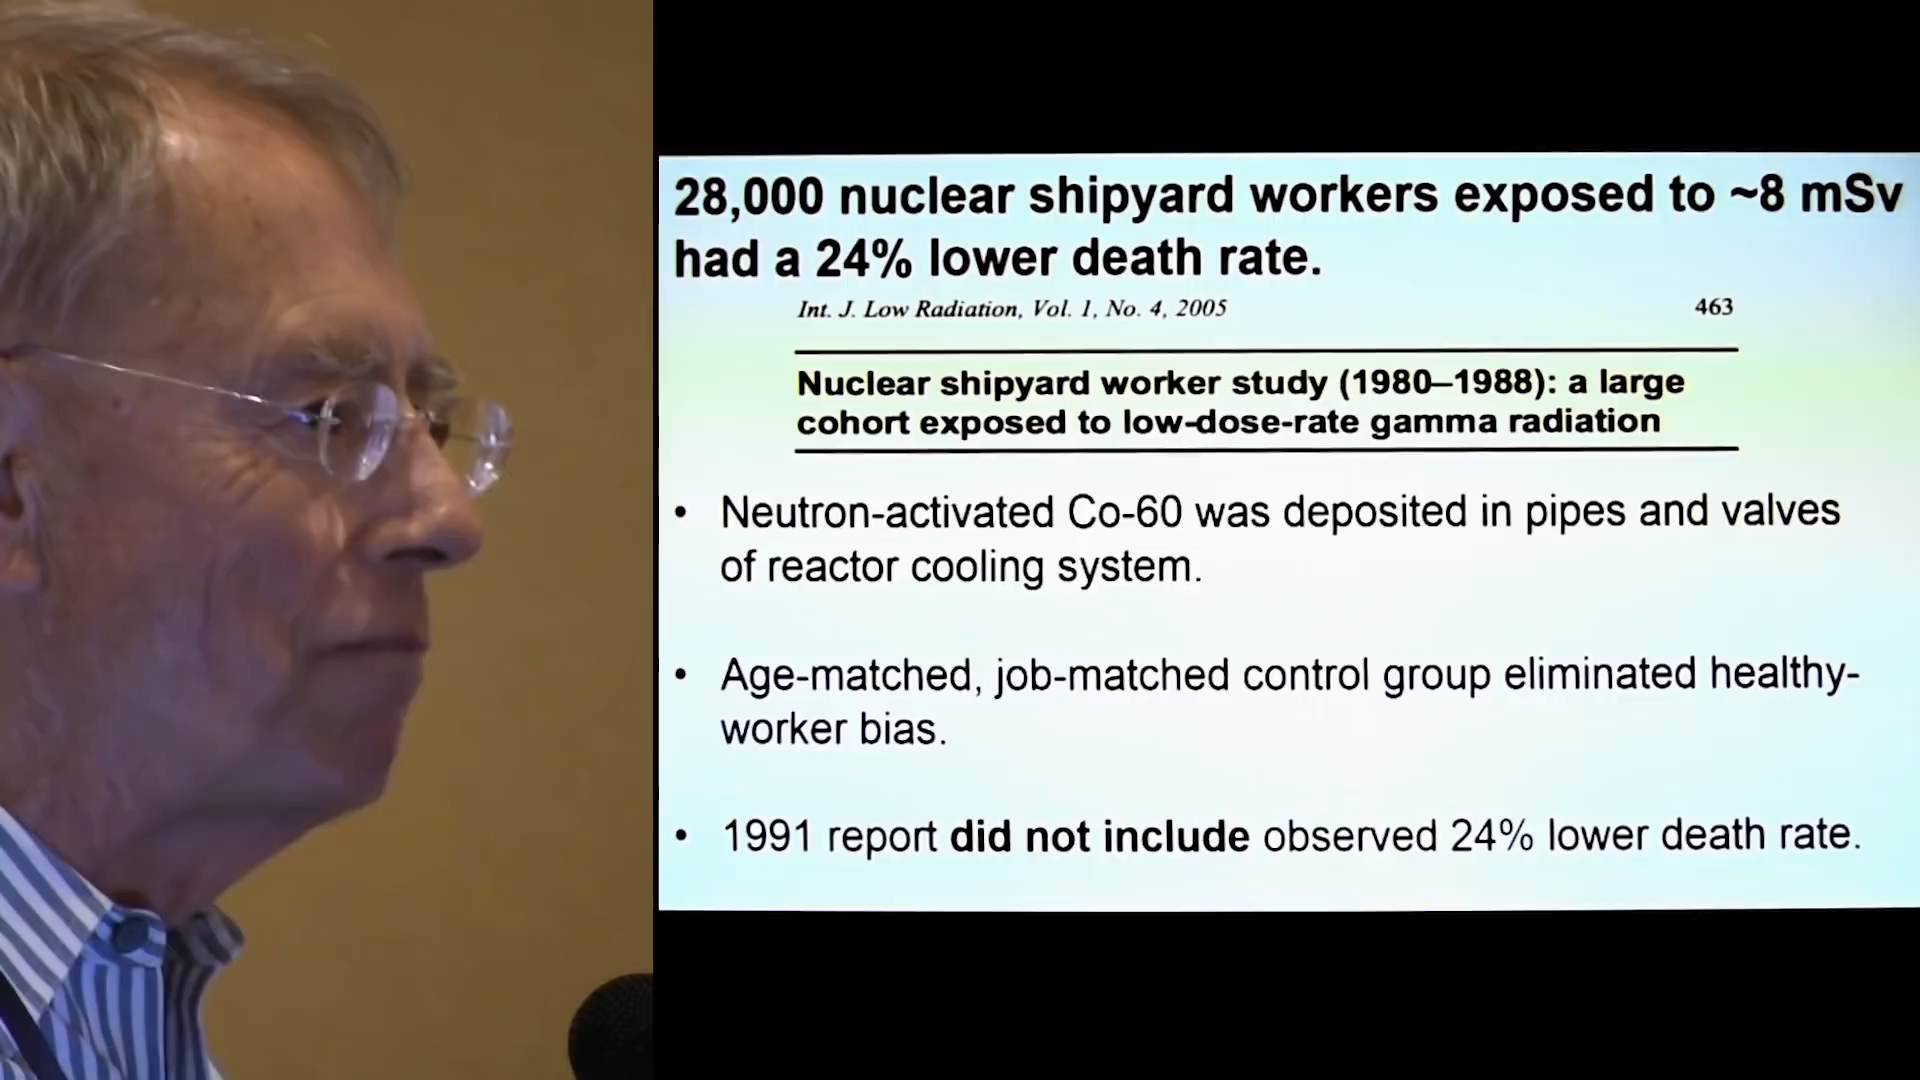 28,000 nuclear shipyard workers exposed to ~8 mSv
had a 24% lower death rate.
Int. J. Low Radiation, Vol. 1, No. 4, 2005 463
Nuclear shipyard worker study (1980–1988): a large
cohort exposed to low-dose-rate gamma radiation
• Neutron-activated Co-60 was deposited in pipes and valves
of reactor cooling system.
• Age-matched, job-matched control group eliminated healthy-
worker bias.
• 1991 report did not include observed 24% lower death rate.